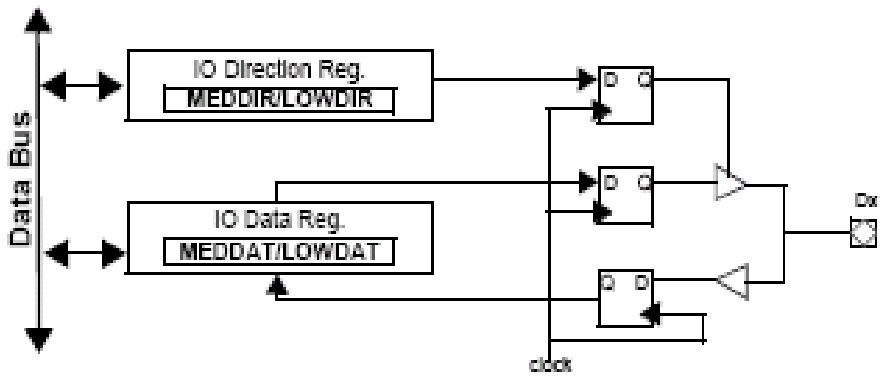 IO Direction Reg.
MEDDIR/LOWDIR
D Q
Data Bus
D Q
IO Data Reg.
MEDDAT/LOWDAT
Dx
Q D
clock